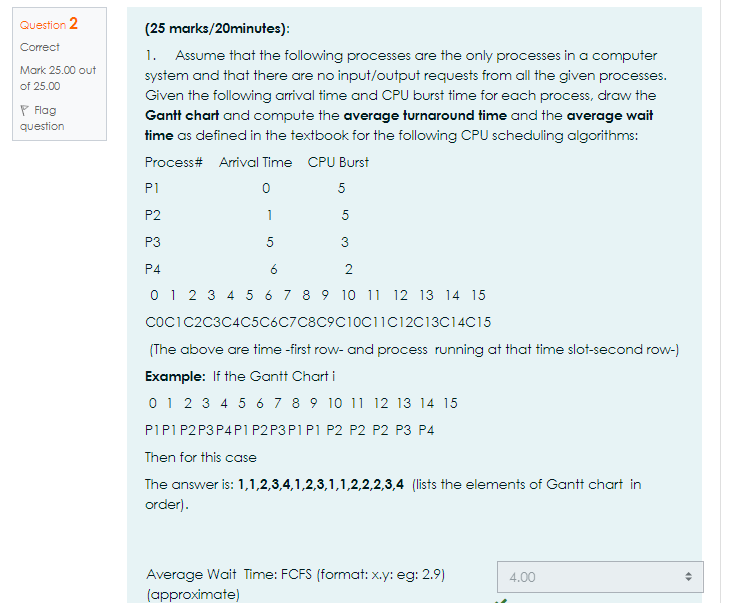 Question 2
Correct
Mark 25.00 out
of 25.00
Flag
question
(25 marks/20minutes):
1. Assume that the following processes are the only processes in a computer
system and that there are no input/output requests from all the given processes.
Given the following arrival time and CPU burst time for each process, draw the
Gantt chart and compute the average turnaround time and the average wait
time as defined in the textbook for the following CPU scheduling algorithms:
Process# Arrival Time CPU Burst
P1 0 5
P2 1 5
P3 5 3
P4 6 2
0 1 2 3 4 5 6 7 8 9 10 11 12 13 14 15
C0C1C2C3C4C5C6C7C8C9C10C11C12C13C14C15
(The above are time -first row- and process running at that time slot-second row-)
Example: If the Gantt Chart i
0 1 2 3 4 5 6 7 8 9 10 11 12 13 14 15
P1P1P2P3P4P1P2P3P1P1 P2 P2 P2 P3 P4
Then for this case
The answer is: 1,1,2,3,4,1,2,3,1,1,2,2,2,3,4 (lists the elements of Gantt chart in
order).
Average Wait Time: FCFS (format: x.y: eg: 2.9)
(approximate)
4.00